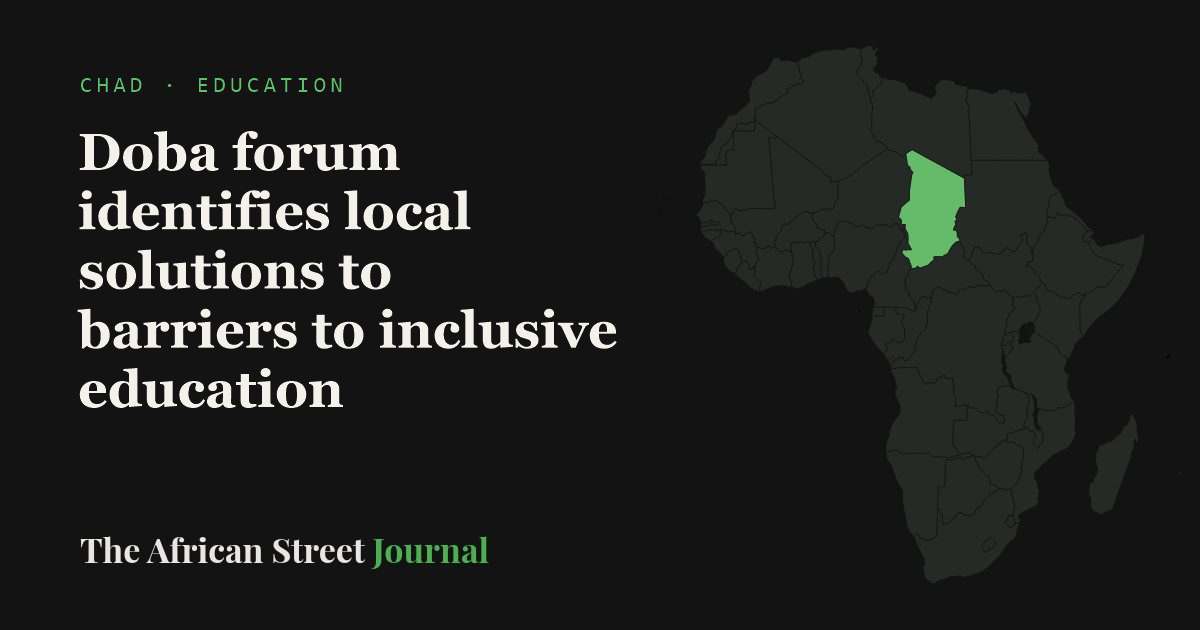 CHAD · EDUCATION
Doba forum
identifies local
solutions to
barriers to inclusive
education
The African Street Journal